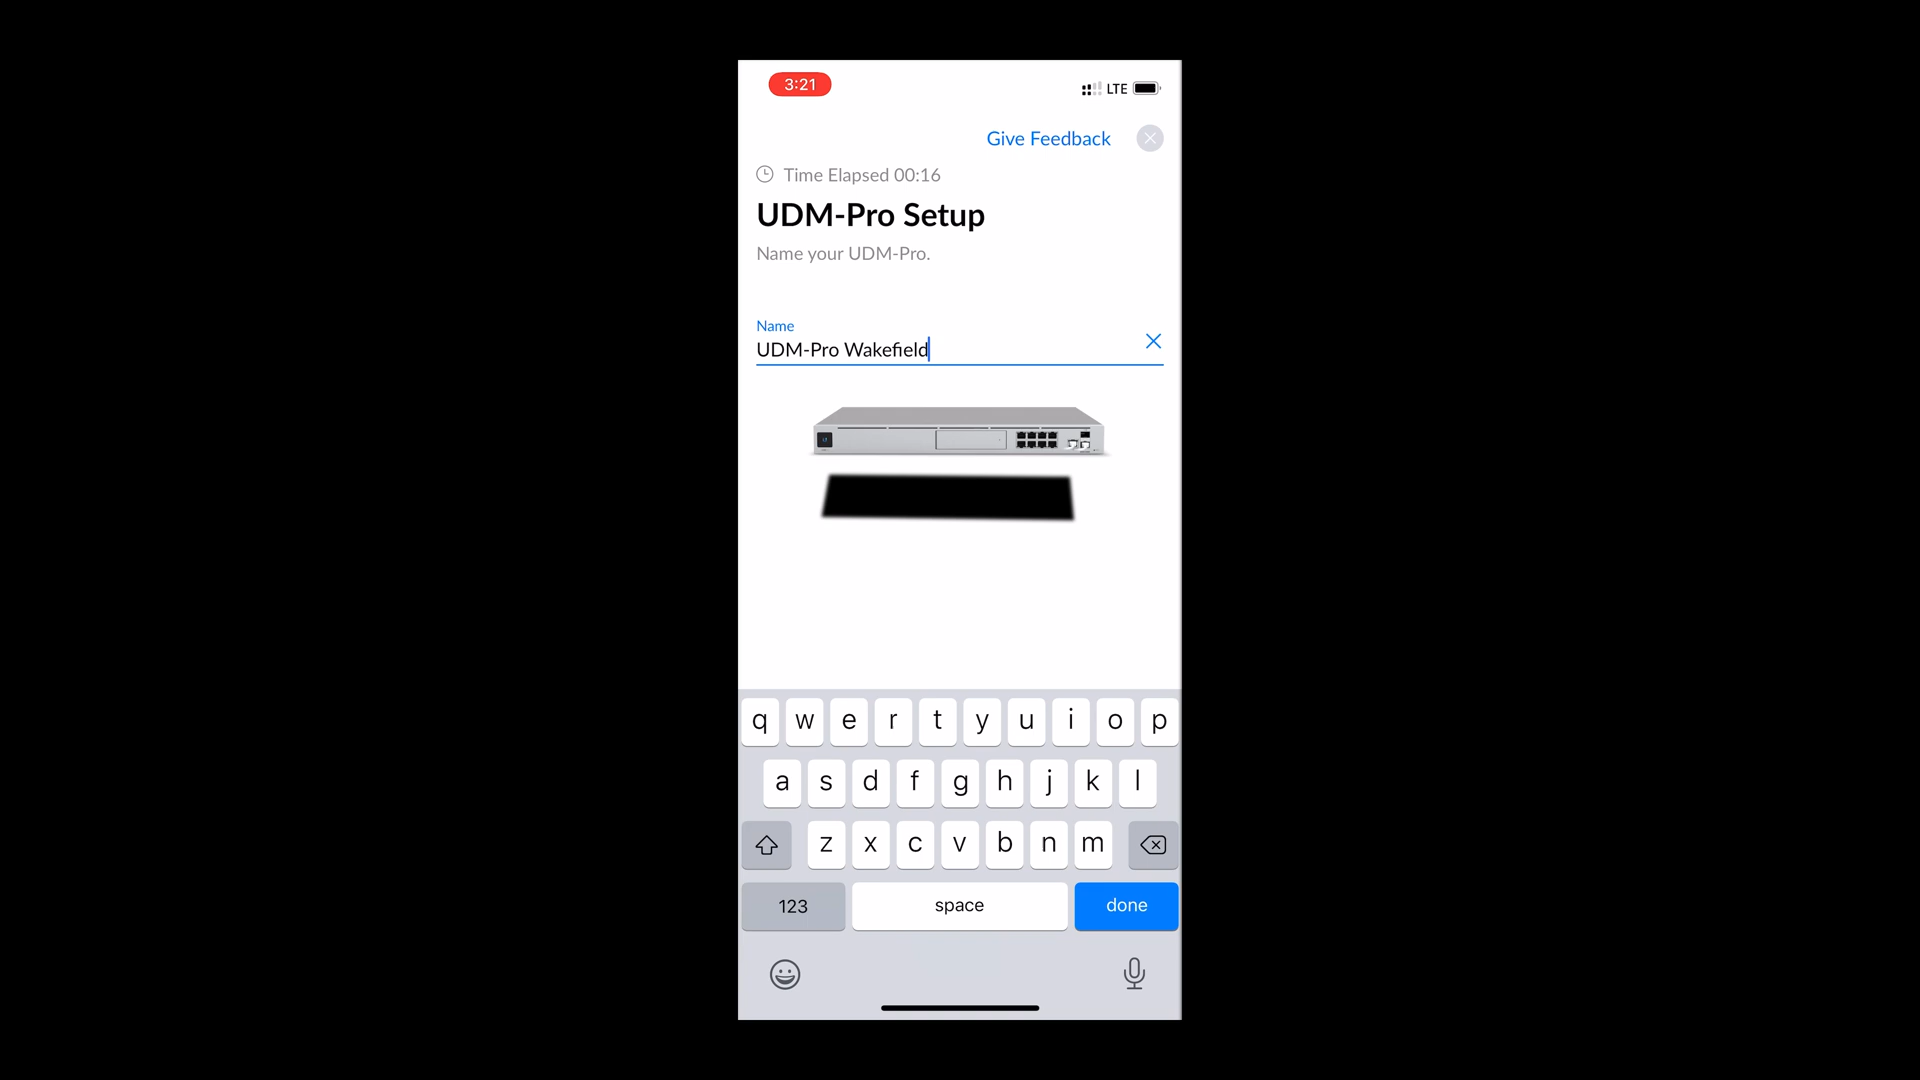 3:21
LTE
Give Feedback
Time Elapsed 00:16
UDM-Pro Setup
Name your UDM-Pro.
Name
UDM-Pro Wakefield
q w e r t y u i o p
a s d f g h j k l
z x c v b n m
123 space done